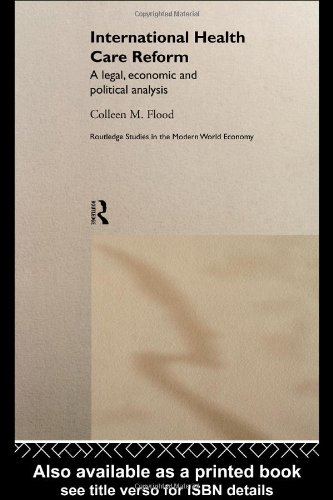 International Health
Care Reform
A legal, economic and
political analysis
Colleen M. Flood
Routledge Studies in the Modern World Economy
ROUTLEDGE
Also available as a printed book
see title verso for ISBN details